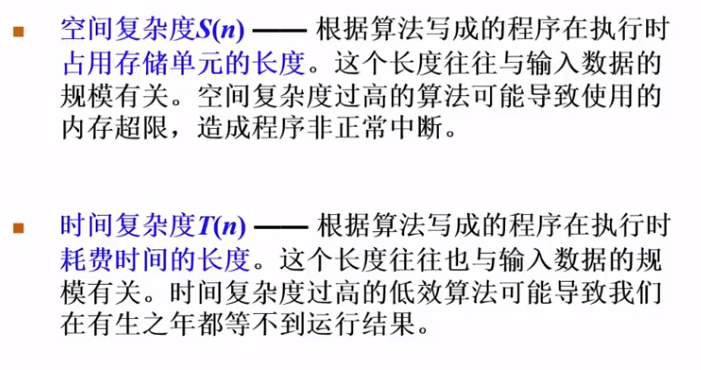 空间复杂度S(n) —— 根据算法写成的程序在执行时
占用存储单元的长度。这个长度往往与输入数据的
规模有关。空间复杂度过高的算法可能导致使用的
内存超限，造成程序非正常中断。
时间复杂度T(n) —— 根据算法写成的程序在执行时
耗费时间的长度。这个长度往往也与输入数据的规
模有关。时间复杂度过高的低效算法可能导致我们
在有生之年都等不到运行结果。